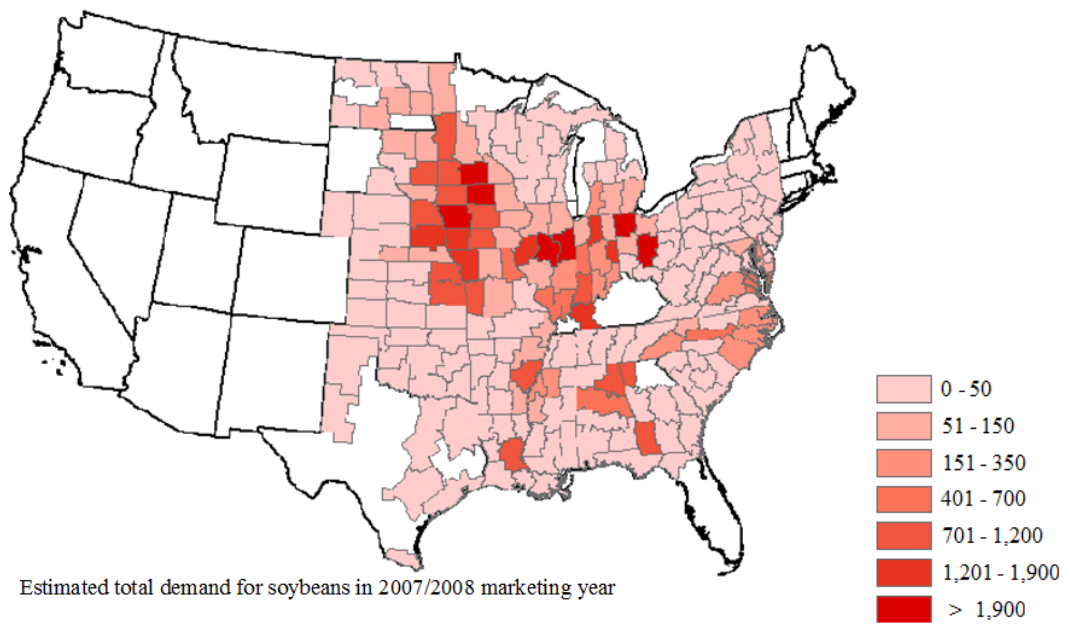 0 - 50
51 - 150
151 - 350
401 - 700
701 - 1,200
1,201 - 1,900
> 1,900
Estimated total demand for soybeans in 2007/2008 marketing year